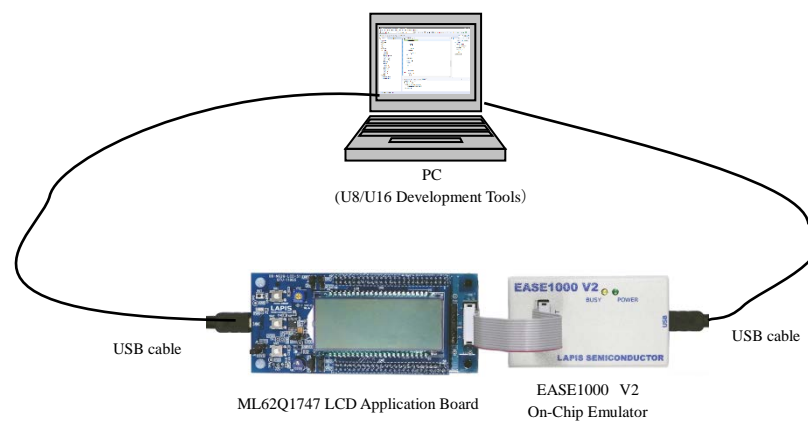 PC
(U8/U16 Development Tools)
LAPIS
EASE1000 V2
BUSY POWER
USB
LAPIS SEMICONDUCTOR
USB cable
USB cable
ML62Q1747 LCD Application Board
EASE1000 V2
On-Chip Emulator